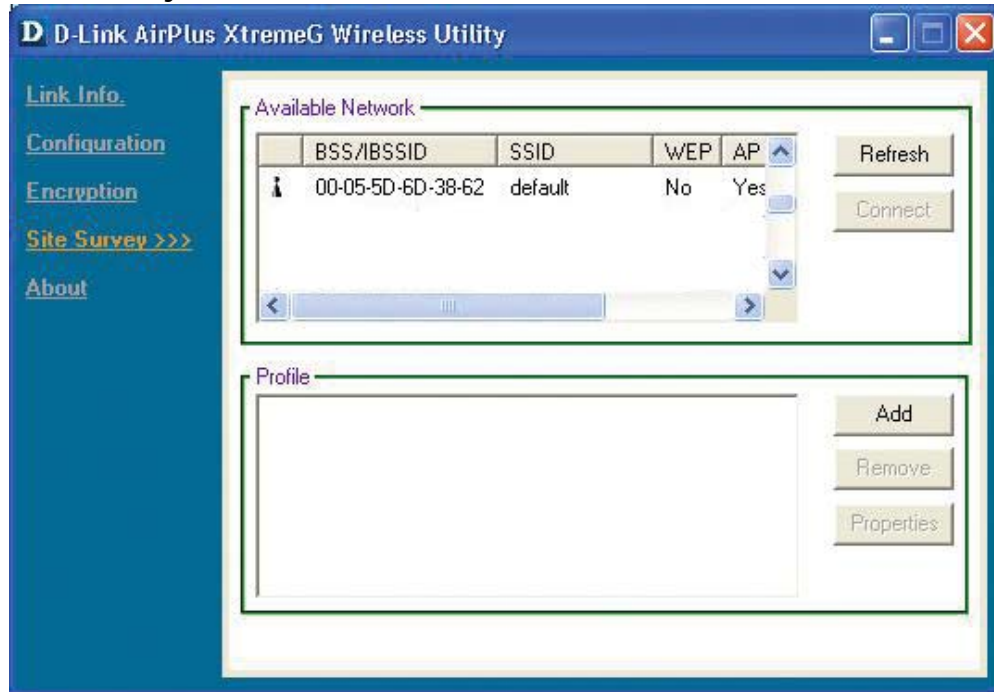 D D-Link AirPlus XtremeG Wireless Utility
Link Info.
Configuration
Encryption
Site Survey >>>
About
Available Network
BSS/IBSSID SSID WEP AP
00-05-5D-6D-38-62 default No Yes
Refresh
Connect
Profile
Add
Remove
Properties